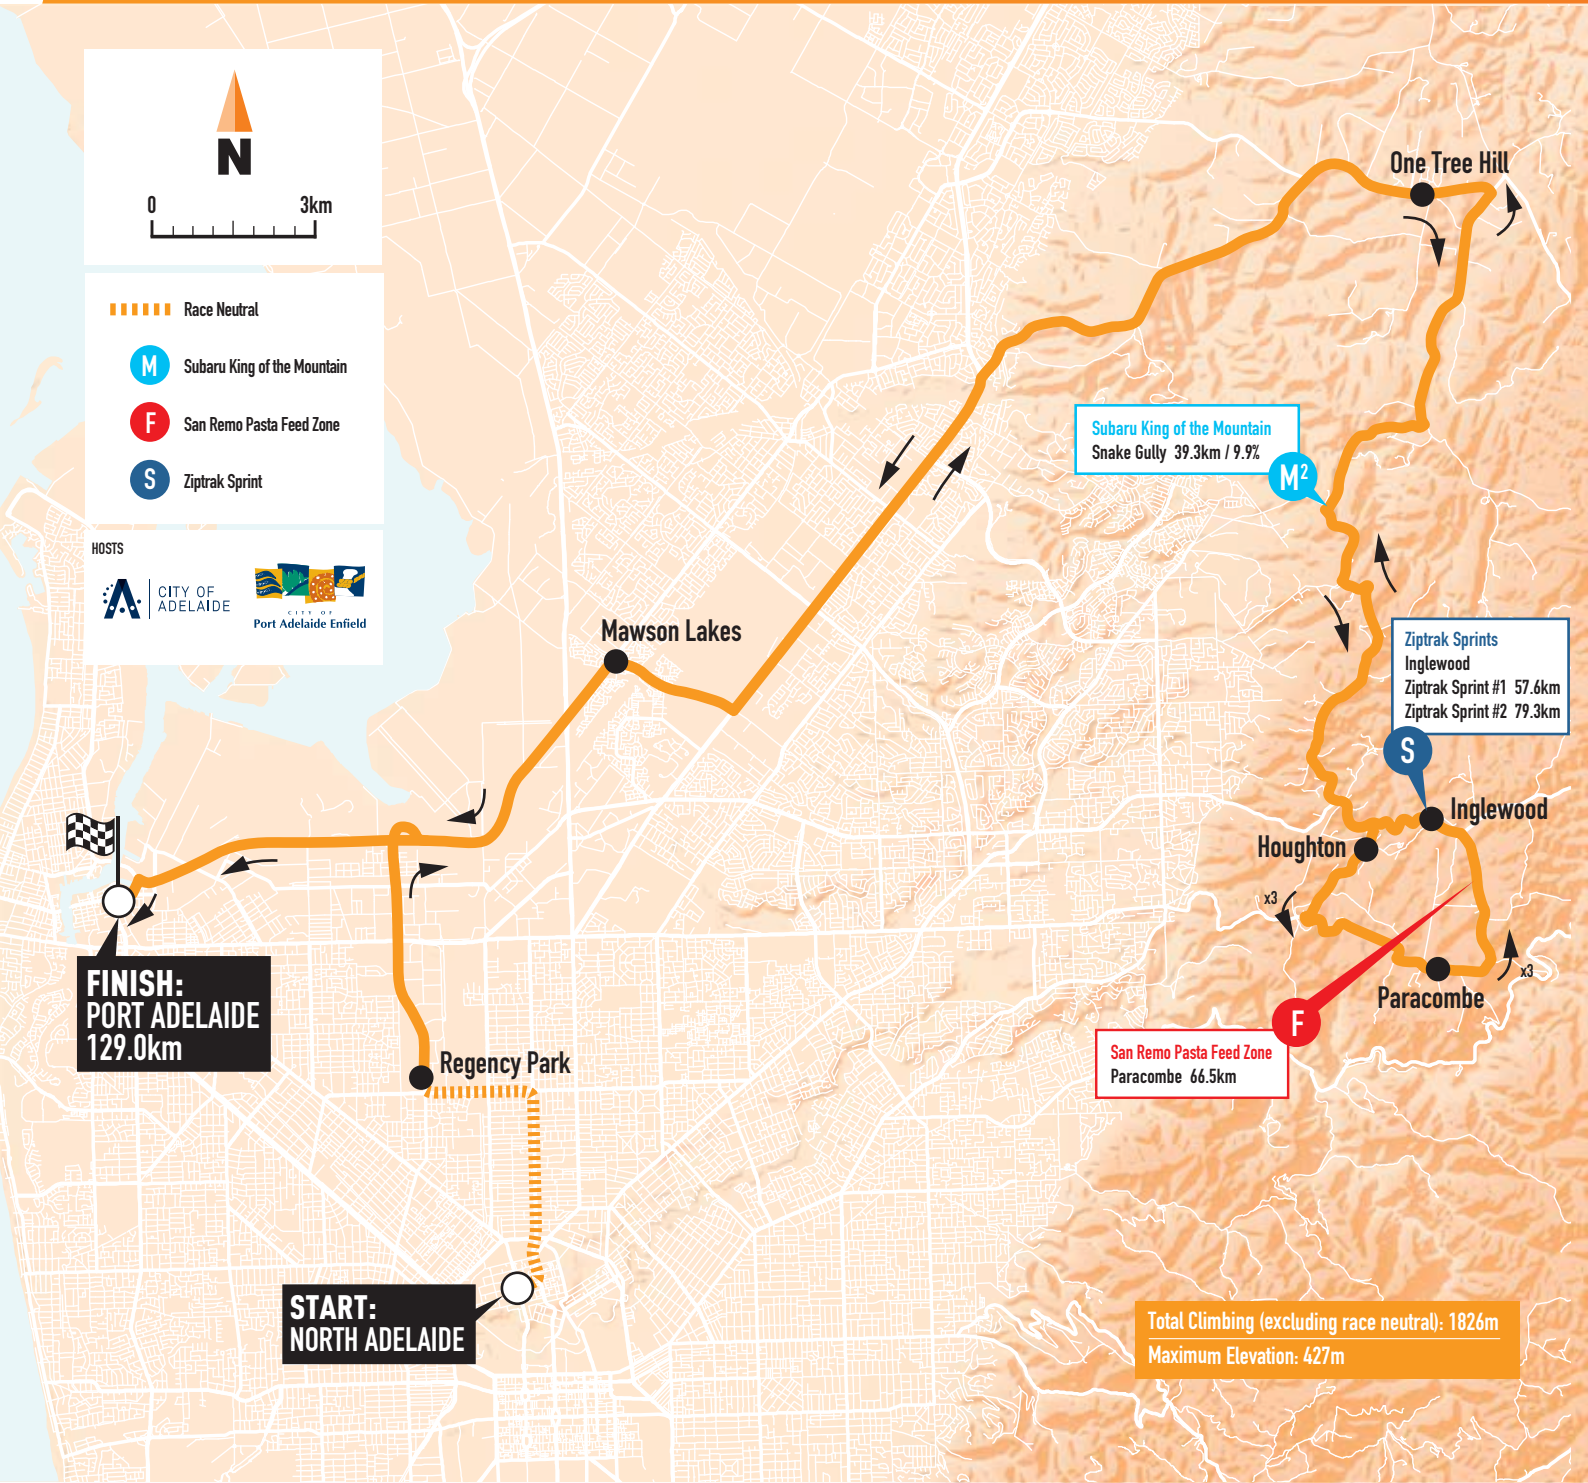 N
0 3km
Race Neutral
M Subaru King of the Mountain
F San Remo Pasta Feed Zone
S Ziptrak Sprint
HOSTS
CITY OF
ADELAIDE
CITY OF
Port Adelaide Enfield
One Tree Hill
Subaru King of the Mountain
Snake Gully 39.3km / 9.9%
M²
Mawson Lakes
Ziptrak Sprints
Inglewood
Ziptrak Sprint #1 57.6km
Ziptrak Sprint #2 79.3km
S
Inglewood
Houghton
x3
x3
Paracombe
F
San Remo Pasta Feed Zone
Paracombe 66.5km
FINISH:
PORT ADELAIDE
129.0km
Regency Park
START:
NORTH ADELAIDE
Total Climbing (excluding race neutral): 1826m
Maximum Elevation: 427m